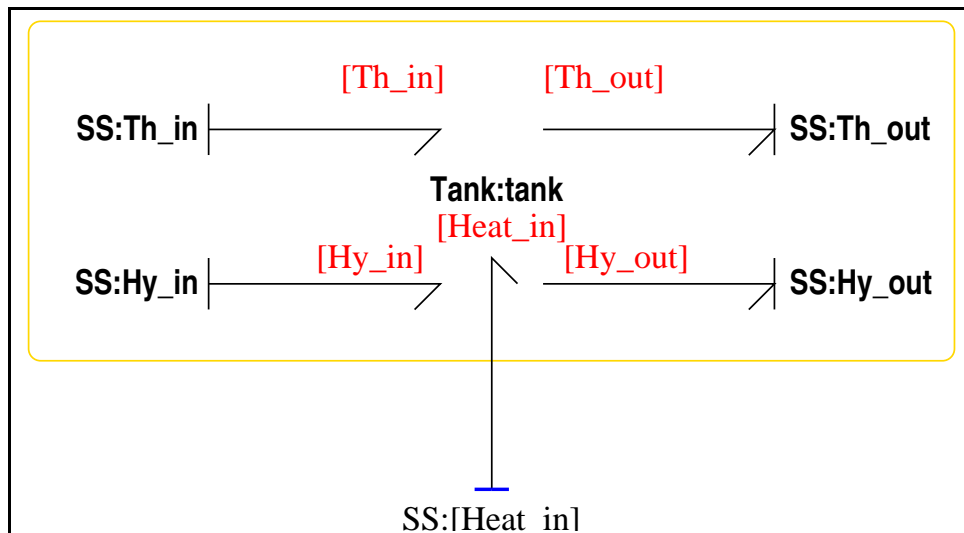 [Th_in] [Th_out]
SS:Th_in SS:Th_out
Tank:tank
[Heat_in]
[Hy_in] [Hy_out]
SS:Hy_in SS:Hy_out
SS:[Heat_in]